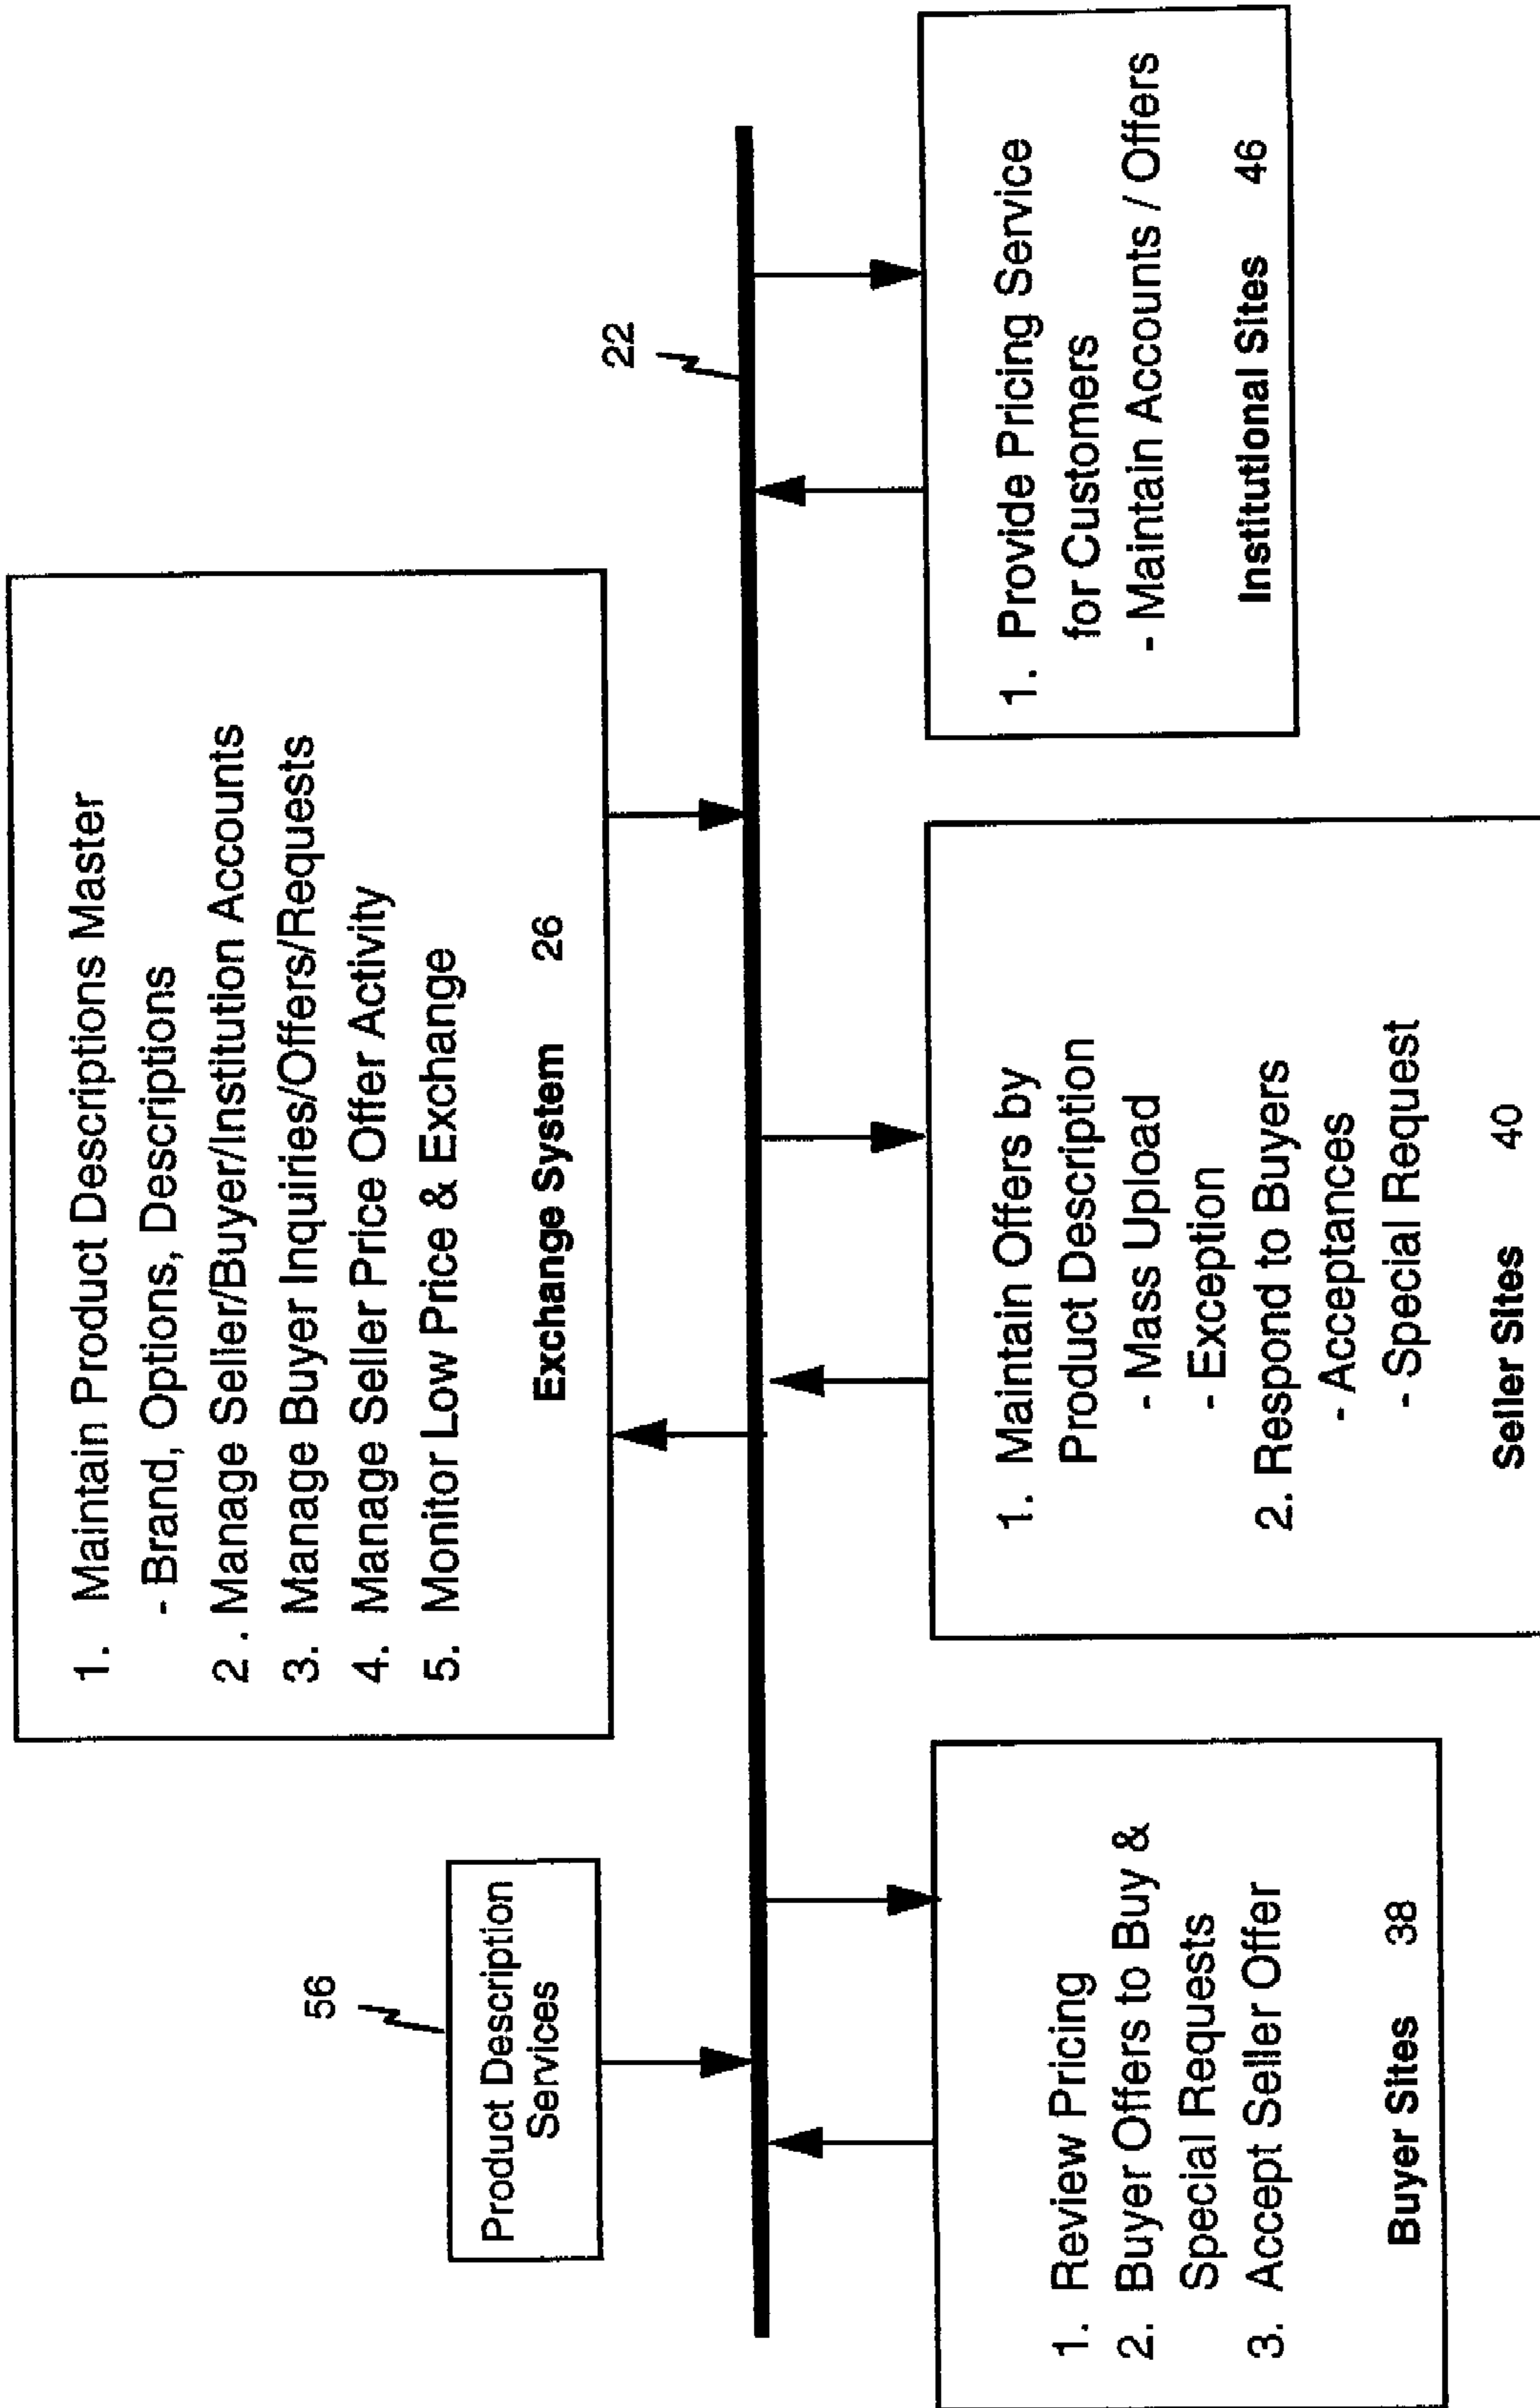 56
Product Description
Services
1. Maintain Product Descriptions Master
- Brand, Options, Descriptions
2. Manage Seller/Buyer/Institution Accounts
3. Manage Buyer Inquiries/Offers/Requests
4. Manage Seller Price Offer Activity
5. Monitor Low Price & Exchange
Exchange System 26
22
1. Review Pricing
2. Buyer Offers to Buy &
Special Requests
3. Accept Seller Offer
Buyer Sites 38
1. Maintain Offers by
Product Description
- Mass Upload
- Exception
2. Respond to Buyers
- Acceptances
- Special Request
Seller Sites 40
1. Provide Pricing Service
for Customers
- Maintain Accounts / Offers
Institutional Sites 46